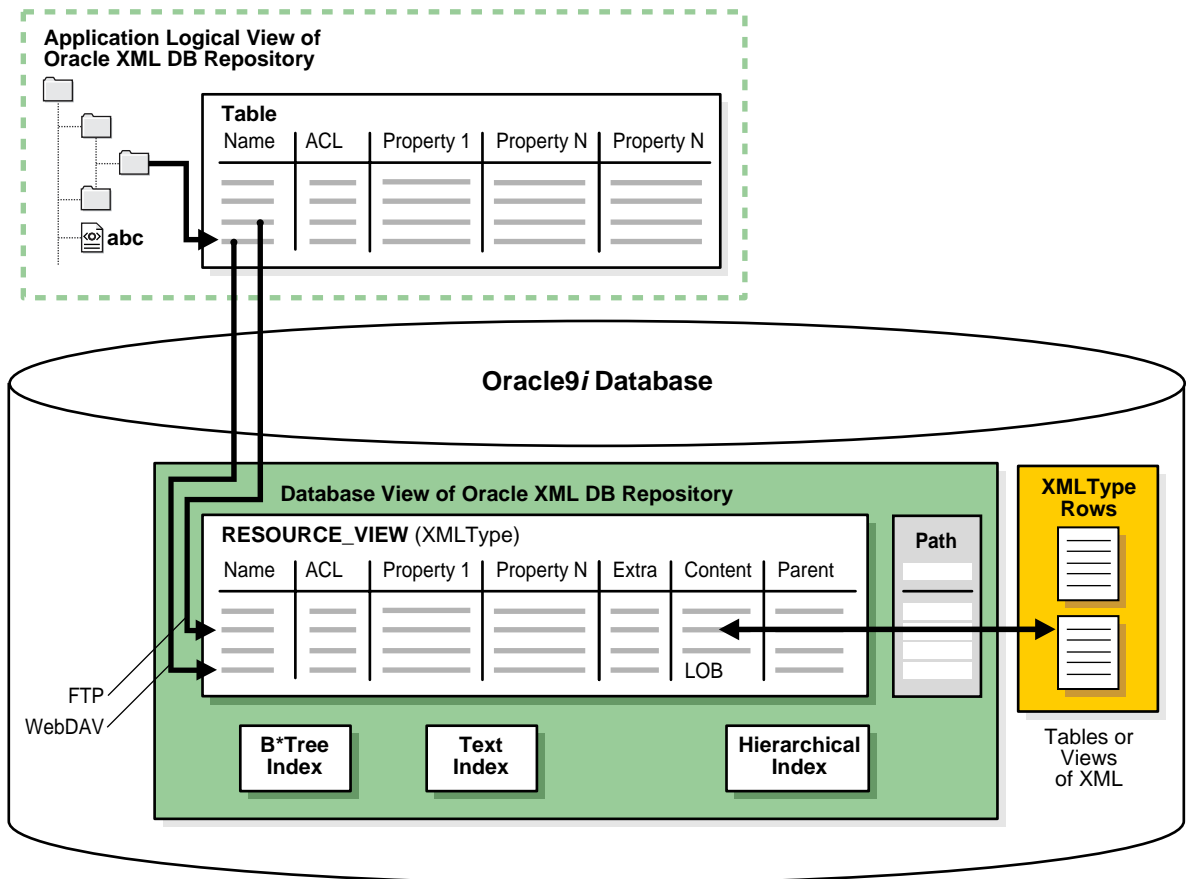 Application Logical View of
Oracle XML DB Repository
Table
Name ACL Property 1 Property N Property N
abc
Oracle9i Database
Database View of Oracle XML DB Repository
RESOURCE_VIEW (XMLType)
Name ACL Property 1 Property N Extra Content Parent
LOB
Path
XMLType
Rows
FTP
WebDAV
B*Tree
Index
Text
Index
Hierarchical
Index
Tables or
Views
of XML